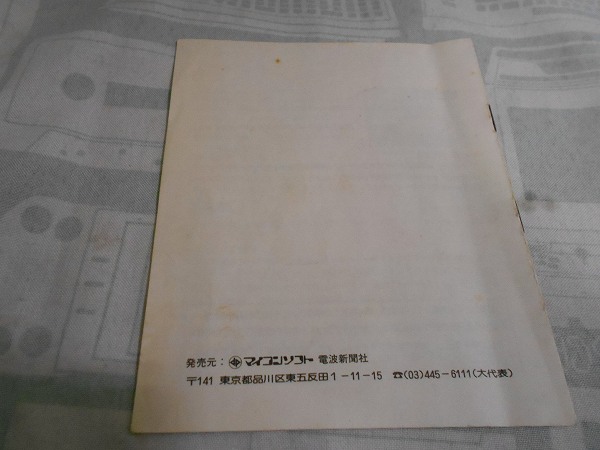 発売元: マイコンソフト 電波新聞社
〒141 東京都品川区東五反田1-11-15 ☎(03)445-6111(大代表)